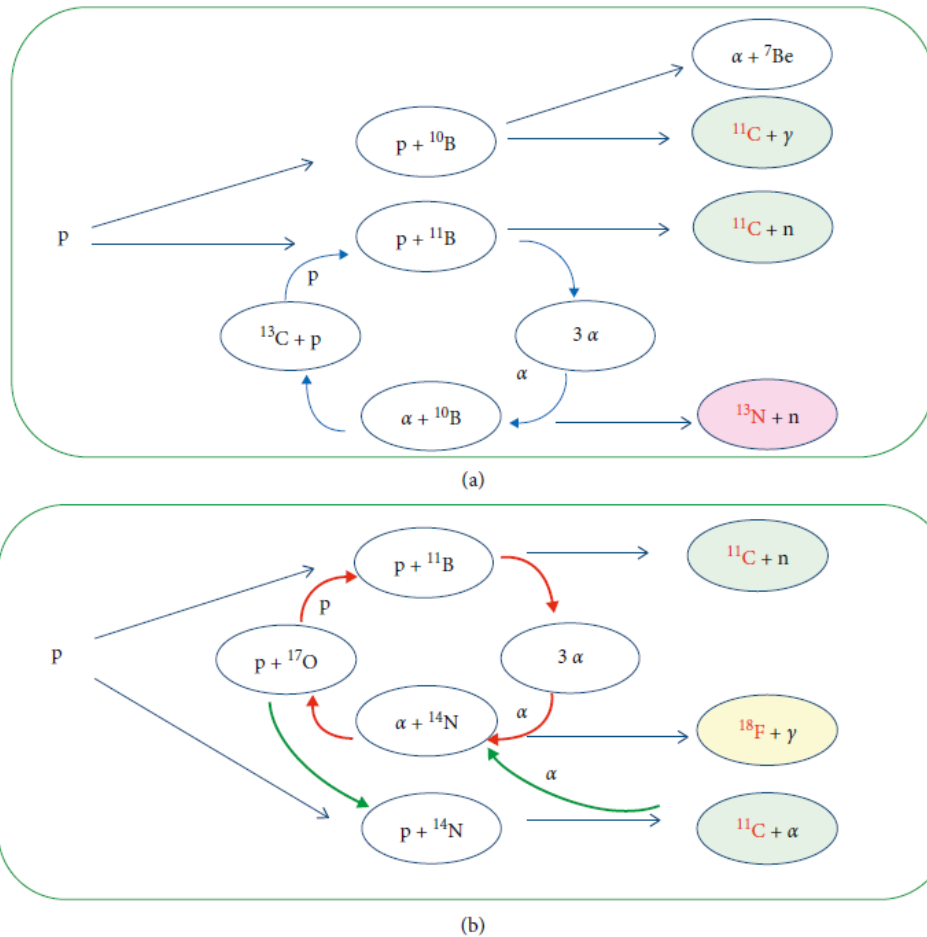 α + ⁷Be
p + ¹⁰B
¹¹C + γ
p
p + ¹¹B
¹¹C + n
p
¹³C + p
3 α
α
α + ¹⁰B
¹³N + n
(a)
p + ¹¹B
¹¹C + n
p
p
p + ¹⁷O
3 α
α + ¹⁴N
α
¹⁸F + γ
α
p + ¹⁴N
¹¹C + α
(b)